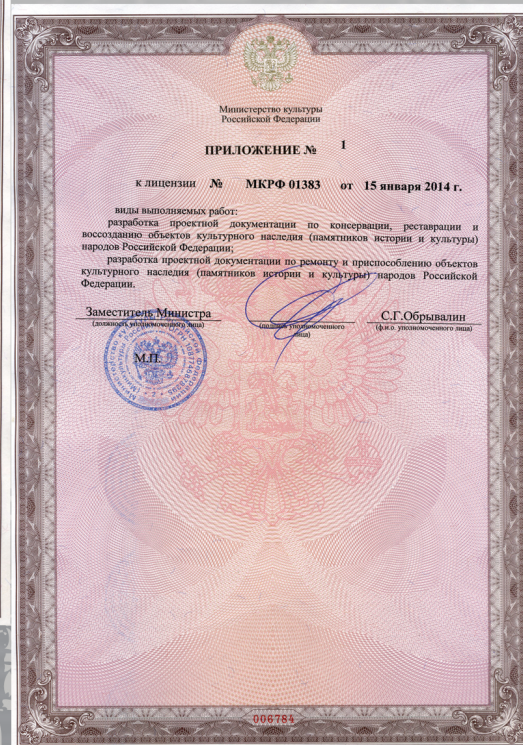 Министерство культуры
Российской Федерации
ПРИЛОЖЕНИЕ № 1
к лицензии № МКРФ 01383 от 15 января 2014 г.
виды выполняемых работ:
разработка проектной документации по консервации, реставрации и
воссозданию объектов культурного наследия (памятников истории и культуры)
народов Российской Федерации;
разработка проектной документации по ремонту и приспособлению объектов
культурного наследия (памятников истории и культуры) народов Российской
Федерации.
Заместитель Министра С.Г.Обрывалин
(должность уполномоченного лица) (подпись уполномоченного (ф.и.о. уполномоченного лица)
лица)
М.П.
006784